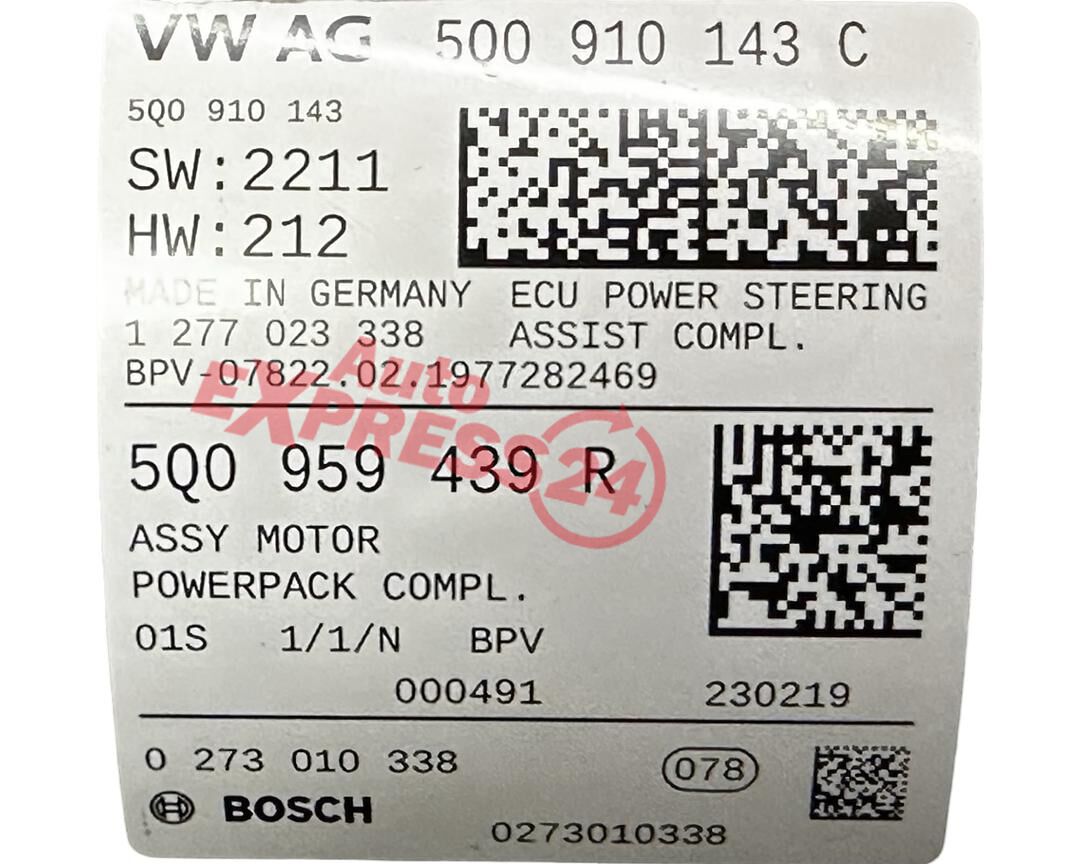 VW AG 5Q0 910 143 C
5Q0 910 143
SW:2211
HW:212
MADE IN GERMANY ECU POWER STEERING
1 277 023 338 ASSIST COMPL.
BPV-07822.02.1977282469
Auto
EXPRESS24
5Q0 959 439 R
ASSY MOTOR
POWERPACK COMPL.
01S 1/1/N BPV
000491 230219
0 273 010 338 078
BOSCH
0273010338